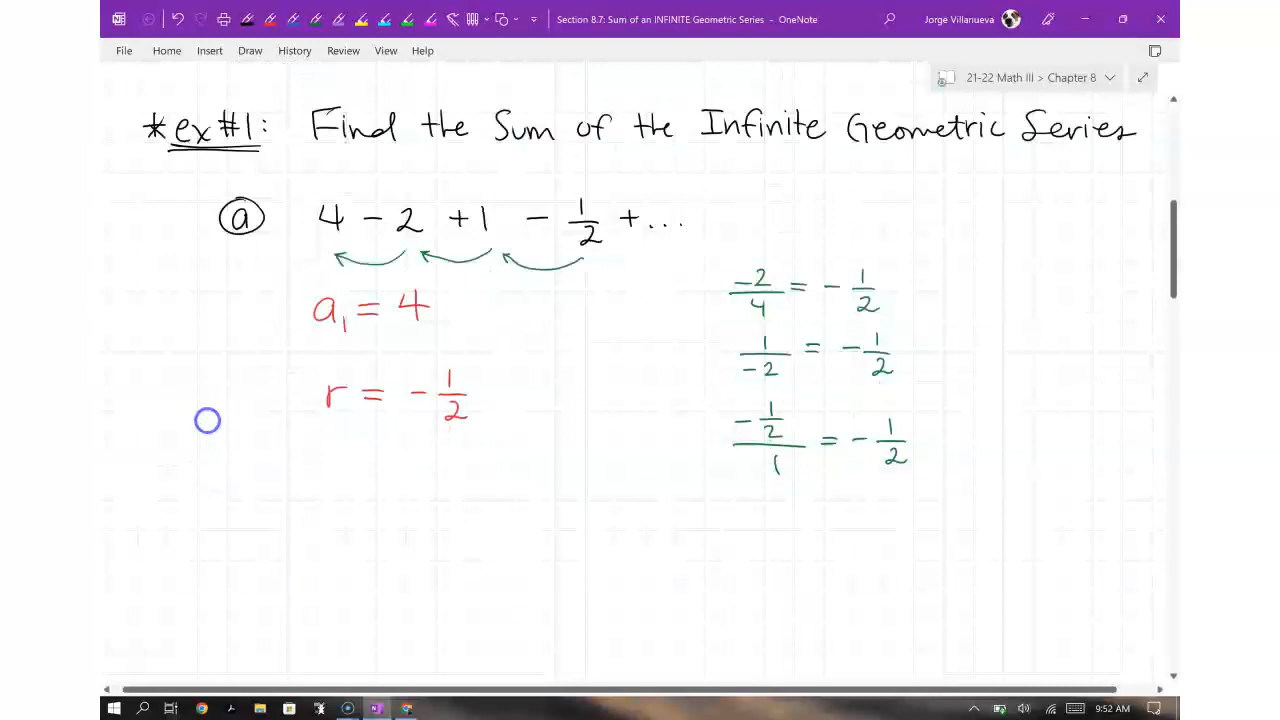 Section 8.7: Sum of an INFINITE Geometric Series - OneNote
Jorge Villanueva
File Home Insert Draw History Review View Help
21-22 Math III > Chapter 8
*ex #1: Find the Sum of the Infinite Geometric Series
ⓐ 4 - 2 + 1 - 1/2 + ...
a₁ = 4
r = - 1/2
-2/4 = - 1/2
1/-2 = - 1/2
(- 1/2)/1 = - 1/2
9:52 AM